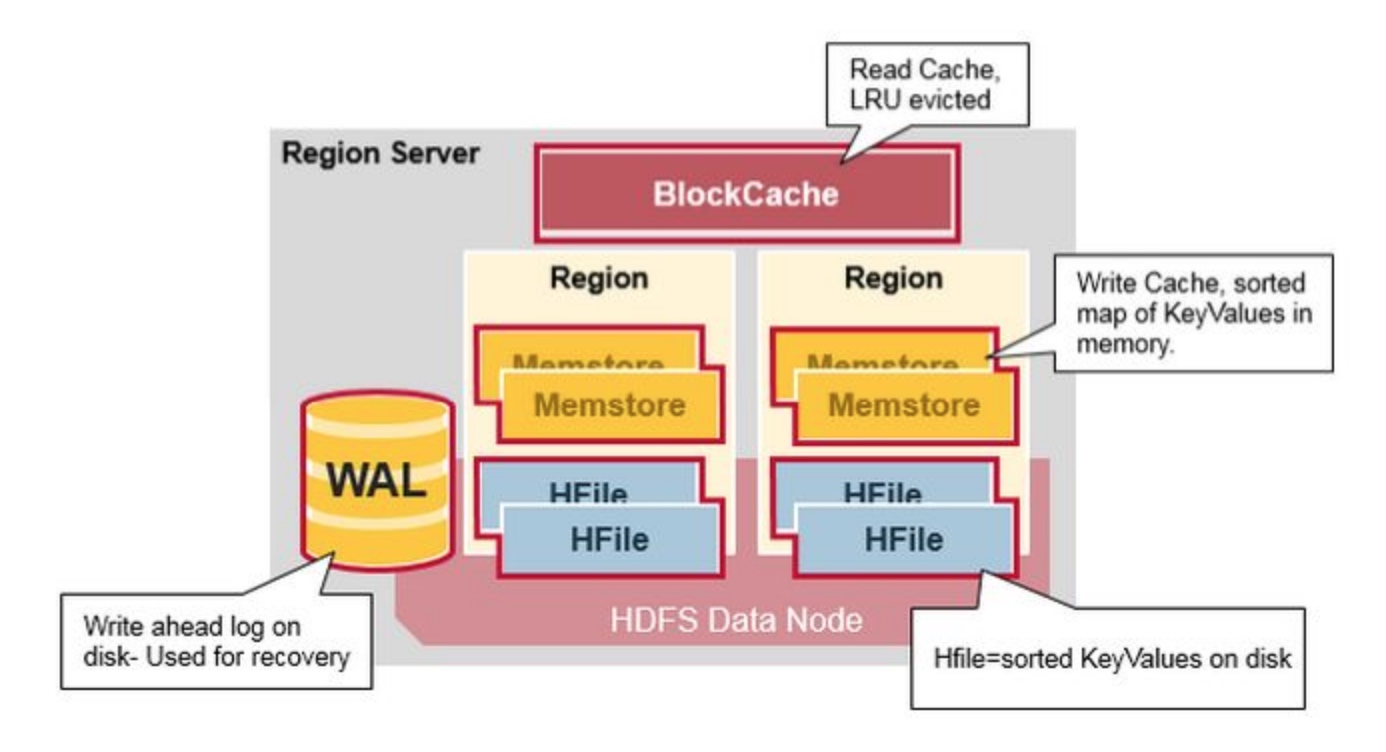 Read Cache,
LRU evicted
Region Server
BlockCache
Region
Region
Write Cache, sorted
map of KeyValues in
memory.
Memstore
Memstore
Memstore
Memstore
WAL
HFile
HFile
HFile
HFile
Write ahead log on
disk- Used for recovery
HDFS Data Node
Hfile=sorted KeyValues on disk